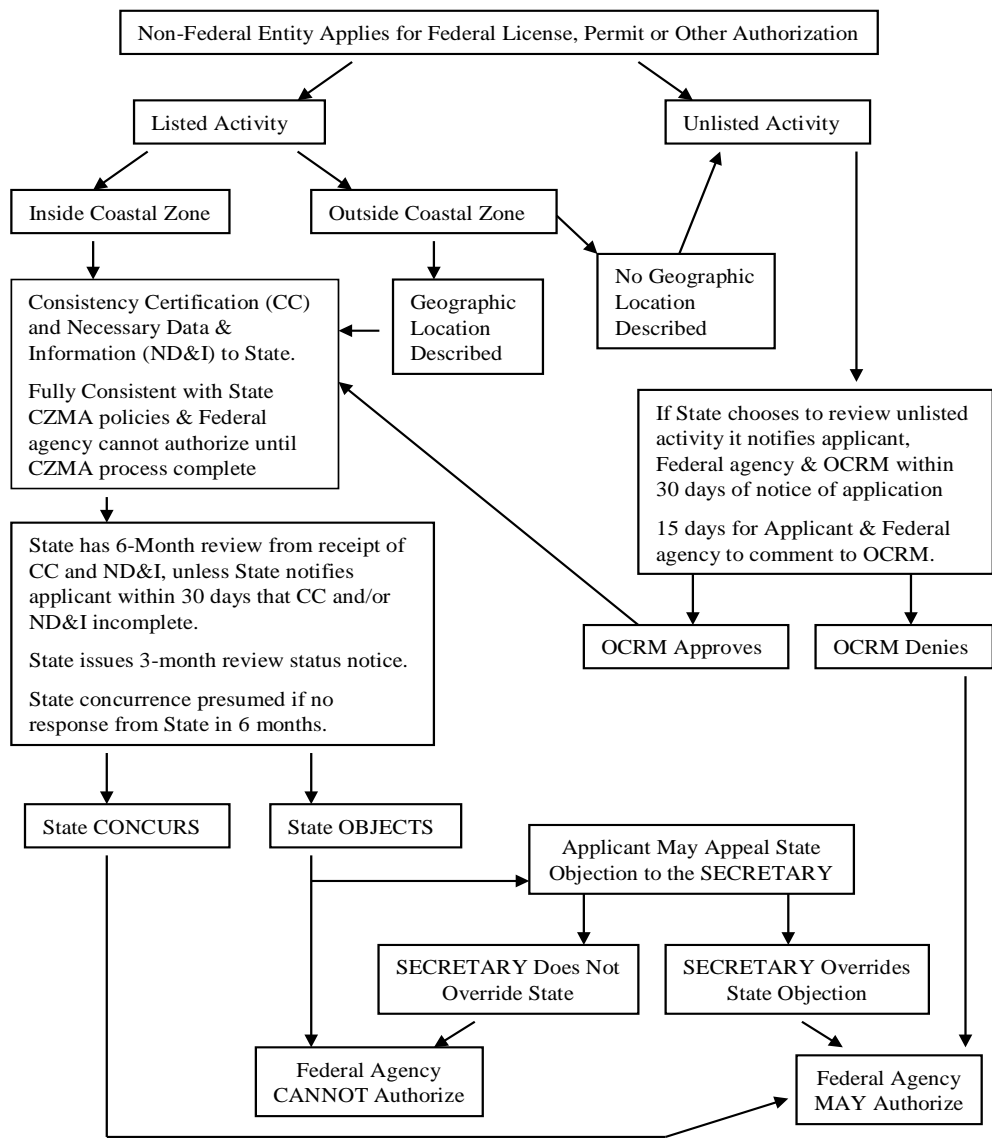 Non-Federal Entity Applies for Federal License, Permit or Other Authorization
Listed Activity
Unlisted Activity
Inside Coastal Zone
Outside Coastal Zone
No Geographic
Location
Described
Geographic
Location
Described
Consistency Certification (CC)
and Necessary Data &
Information (ND&I) to State.
Fully Consistent with State
CZMA policies & Federal
agency cannot authorize until
CZMA process complete
If State chooses to review unlisted
activity it notifies applicant,
Federal agency & OCRM within
30 days of notice of application
15 days for Applicant & Federal
agency to comment to OCRM.
State has 6-Month review from receipt of
CC and ND&I, unless State notifies
applicant within 30 days that CC and/or
ND&I incomplete.
State issues 3-month review status notice.
State concurrence presumed if no
response from State in 6 months.
OCRM Approves
OCRM Denies
State CONCURS
State OBJECTS
Applicant May Appeal State
Objection to the SECRETARY
SECRETARY Does Not
Override State
SECRETARY Overrides
State Objection
Federal Agency
CANNOT Authorize
Federal Agency
MAY Authorize